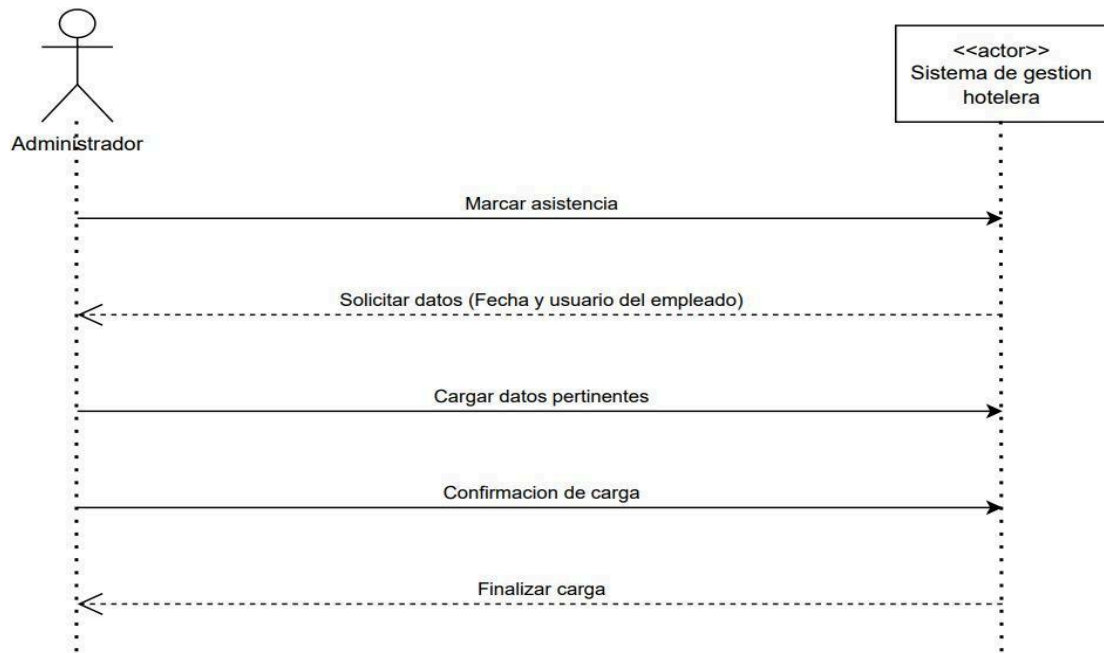 <<actor>>
Sistema de gestion
hotelera
Administrador
Marcar asistencia
Solicitar datos (Fecha y usuario del empleado)
Cargar datos pertinentes
Confirmacion de carga
Finalizar carga